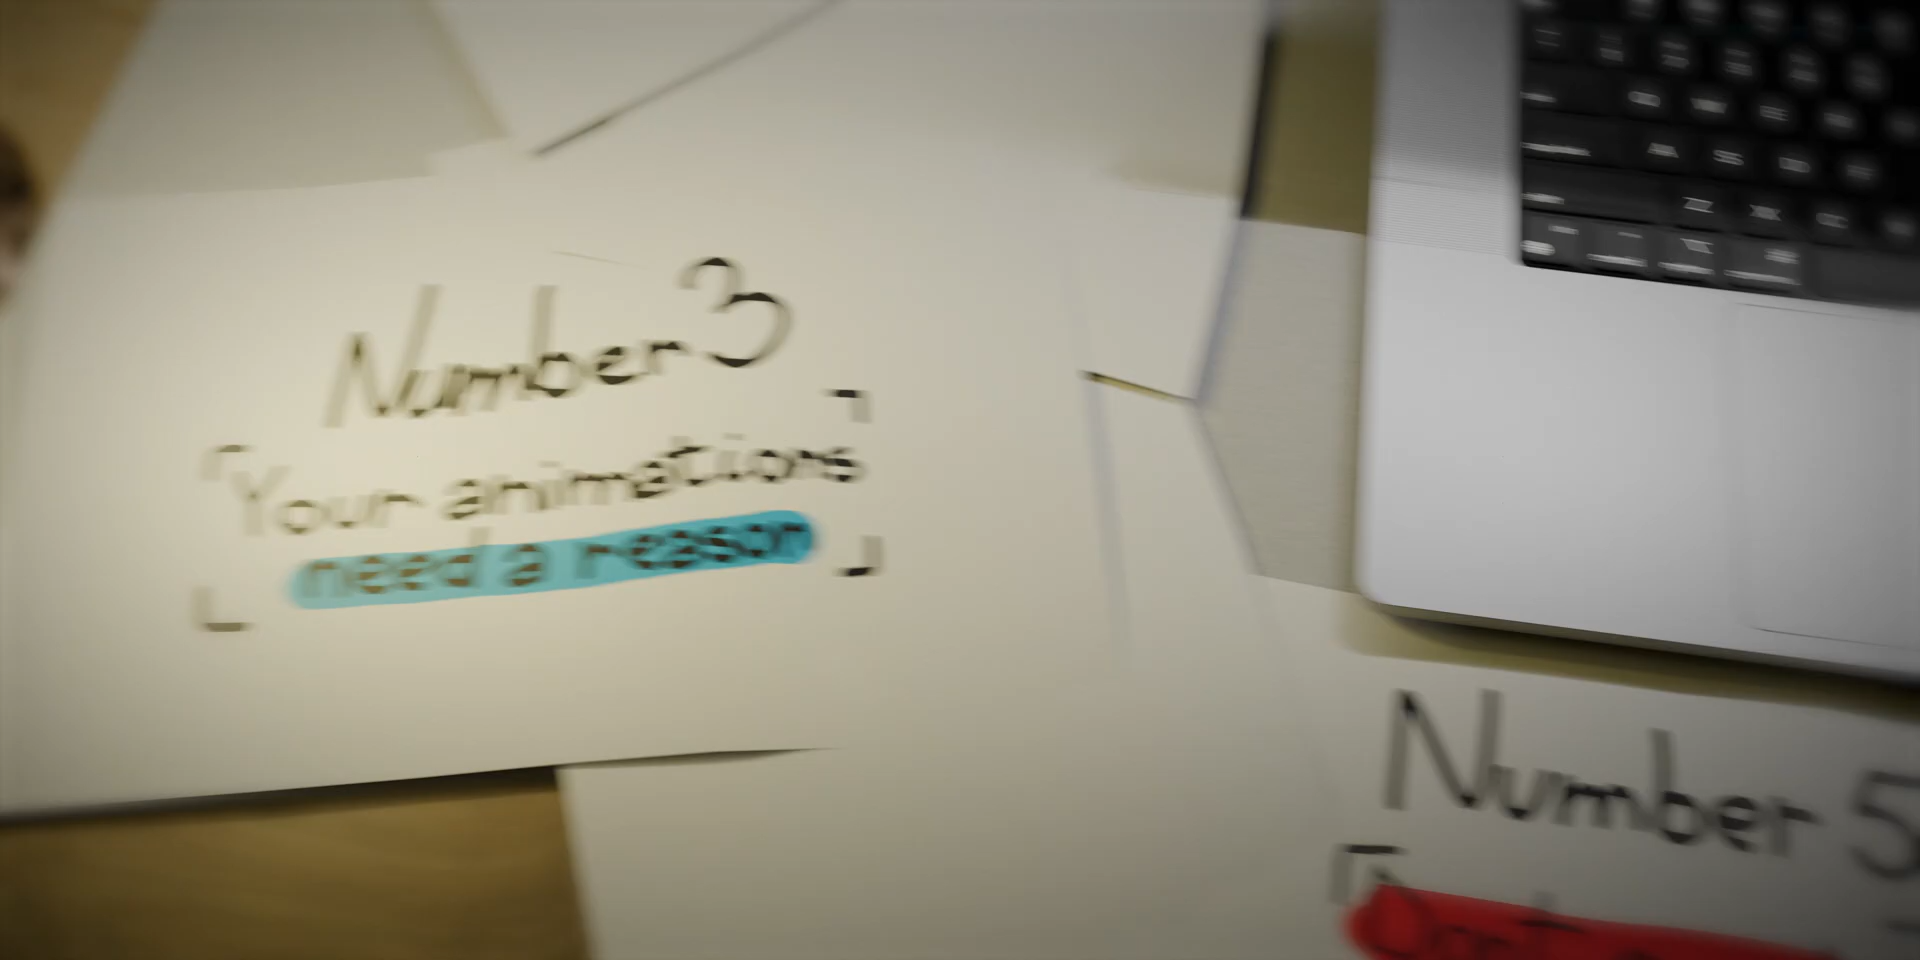 Number 3
Your animations
need a reason
Number 5